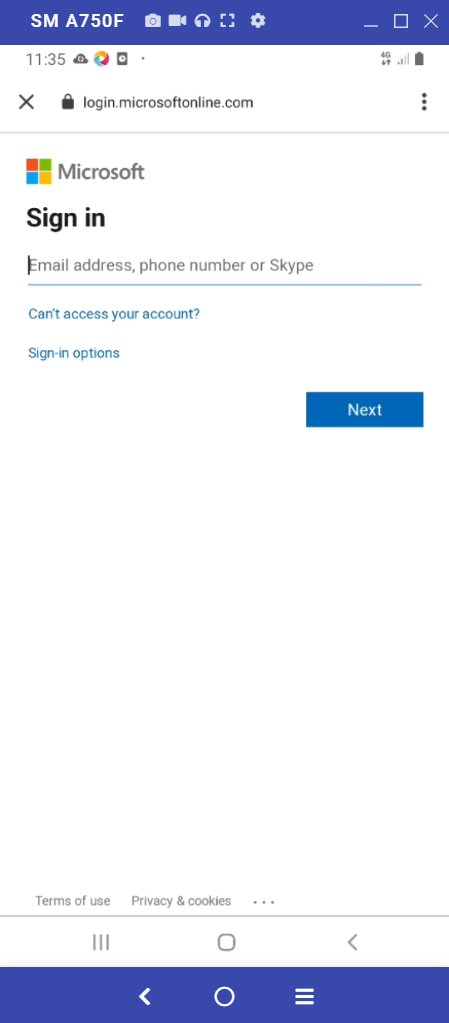 SM A750F
11:35
4G
login.microsoftonline.com
Microsoft
Sign in
Email address, phone number or Skype
Can't access your account?
Sign-in options
Next
Terms of use Privacy & cookies ...